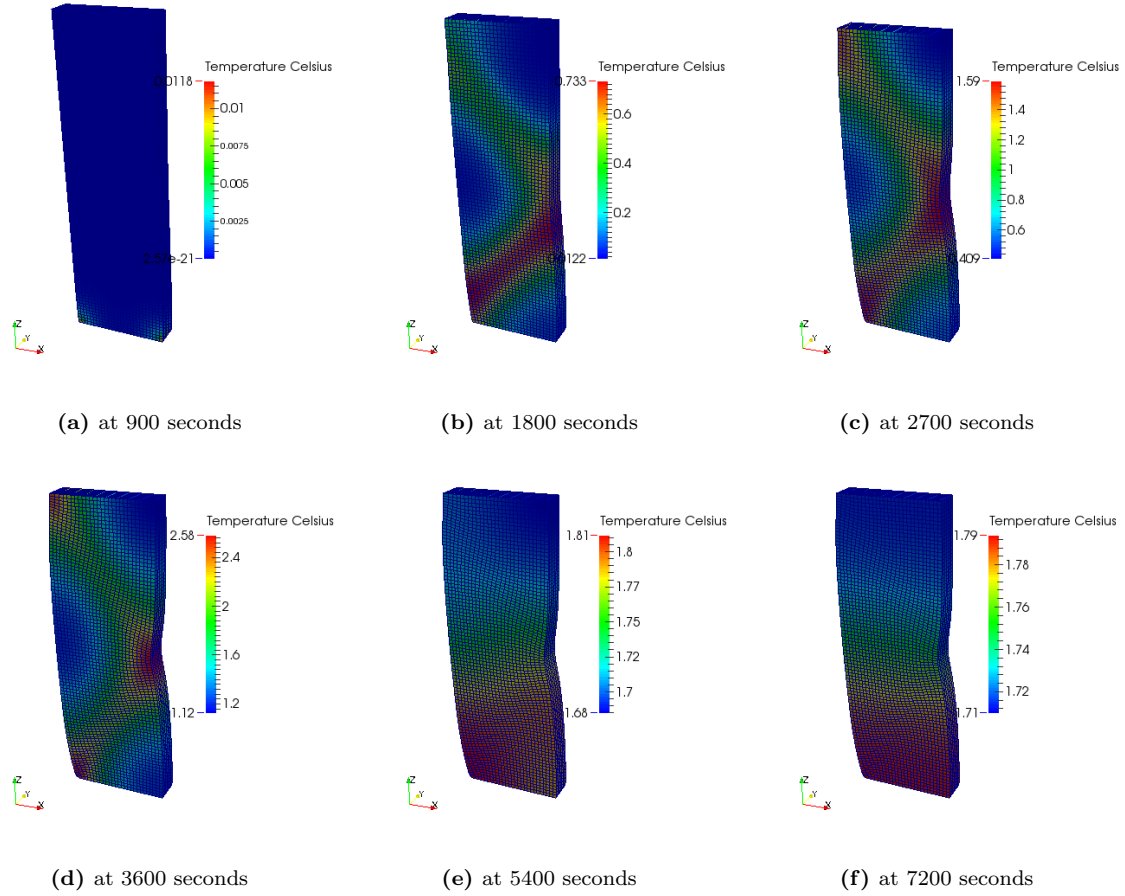 Temperature Celsius
0.0118
0.01
0.0075
0.005
0.0025
2.57e-21
Z
Y
X
(a) at 900 seconds
Temperature Celsius
0.733
0.6
0.4
0.2
0.0122
Z
Y
X
(b) at 1800 seconds
Temperature Celsius
1.59
1.4
1.2
1
0.8
0.6
0.409
Z
Y
X
(c) at 2700 seconds
Temperature Celsius
2.58
2.4
2
1.6
1.2
1.12
Z
Y
X
(d) at 3600 seconds
Temperature Celsius
1.81
1.8
1.77
1.75
1.72
1.7
1.68
Z
Y
X
(e) at 5400 seconds
Temperature Celsius
1.79
1.78
1.76
1.74
1.72
1.71
Z
Y
X
(f) at 7200 seconds